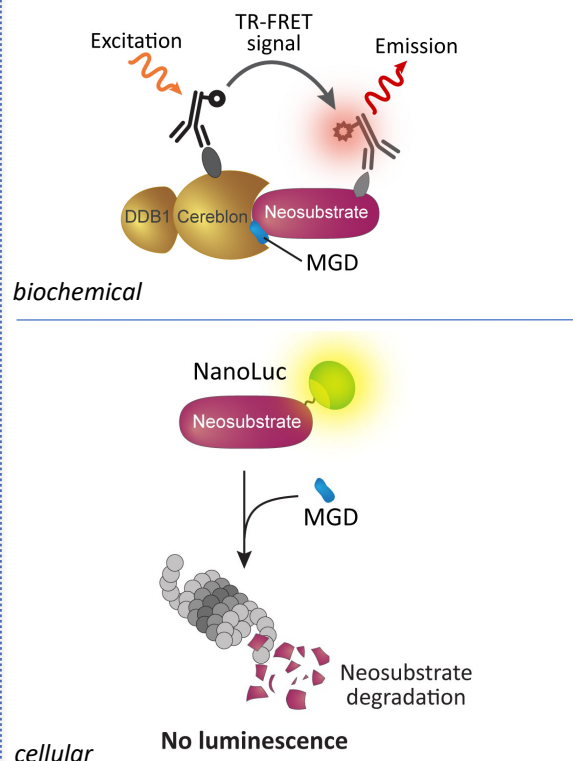 TR-FRET
signal
Excitation
Emission
DDB1 Cereblon Neosubstrate
MGD
biochemical
NanoLuc
Neosubstrate
MGD
Neosubstrate
degradation
No luminescence
cellular